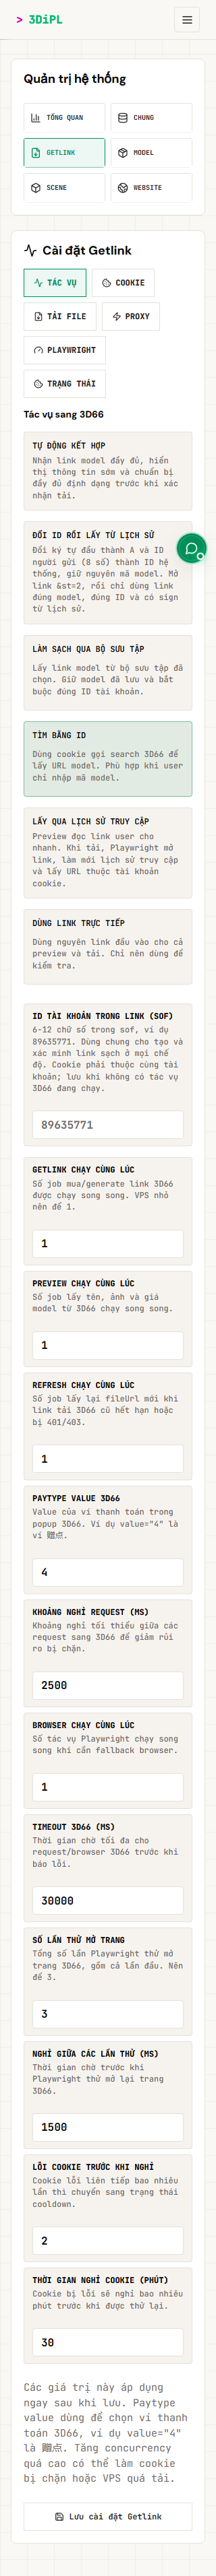 > 3DiPL
Quản trị hệ thống
TỔNG QUAN
CHUNG
GETLINK
MODEL
SCENE
WEBSITE
Cài đặt Getlink
TÁC VỤ
COOKIE
TẢI FILE
PROXY
PLAYWRIGHT
TRẠNG THÁI
Tác vụ sang 3D66
TỰ ĐỘNG KẾT HỢP
Nhận link model đầy đủ, hiển
thị thông tin sớm và chuẩn bị
đầy đủ định dạng trước khi xác
nhận tải.
ĐỔI ID RỒI LẤY TỪ LỊCH SỬ
Đổi ký tự đầu thành A và ID
người gửi (8 số) thành ID hệ
thống, giữ nguyên mã model. Mở
link &st=2, rồi chỉ dùng link
đúng model, đúng ID và có sign
từ lịch sử.
LÀM SẠCH QUA BỘ SƯU TẬP
Lấy link model từ bộ sưu tập đã
chọn. Giữ model đã lưu và bắt
buộc đúng ID tài khoản.
TÌM BẰNG ID
Dùng cookie gọi search 3D66 để
lấy URL model. Phù hợp khi user
chỉ nhập mã model.
LẤY QUA LỊCH SỬ TRUY CẬP
Preview đọc link user cho
nhanh. Khi tải, Playwright mở
link, làm mới lịch sử truy cập
và lấy URL thuộc tài khoản
cookie.
DÙNG LINK TRỰC TIẾP
Dùng nguyên link đầu vào cho cả
preview và tải. Chỉ nên dùng để
kiểm tra.
ID TÀI KHOẢN TRONG LINK (SOF)
6-12 chữ số trong sof, ví dụ
89635771. Dùng chung cho tạo và
xác minh link sạch ở mọi chế
độ. Cookie phải thuộc cùng tài
khoản; lưu khi không có tác vụ
3D66 đang chạy.
89635771
GETLINK CHẠY CÙNG LÚC
Số job mua/generate link 3D66
được chạy song song. VPS nhỏ
nên để 1.
1
PREVIEW CHẠY CÙNG LÚC
Số job lấy tên, ảnh và giá
model từ 3D66 chạy song song.
1
REFRESH CHẠY CÙNG LÚC
Số job lấy lại fileUrl mới khi
link tải 3D66 cũ hết hạn hoặc
bị 401/403.
1
PAYTYPE VALUE 3D66
Value của ví thanh toán trong
popup 3D66. Ví dụ value="4" là
ví 赠点.
4
KHOẢNG NGHỈ REQUEST (MS)
Khoảng nghỉ tối thiểu giữa các
request sang 3D66 để giảm rủi
ro bị chặn.
2500
BROWSER CHẠY CÙNG LÚC
Số tác vụ Playwright chạy song
song khi cần fallback browser.
1
TIMEOUT 3D66 (MS)
Thời gian chờ tối đa cho
request/browser 3D66 trước khi
báo lỗi.
30000
SỐ LẦN THỬ MỞ TRANG
Tổng số lần Playwright thử mở
trang 3D66, gồm cả lần đầu. Nên
để 3.
3
NGHỈ GIỮA CÁC LẦN THỬ (MS)
Thời gian chờ trước khi
Playwright thử mở lại trang
3D66.
1500
LỖI COOKIE TRƯỚC KHI NGHỈ
Cookie lỗi liên tiếp bao nhiêu
lần thì chuyển sang trạng thái
cooldown.
2
THỜI GIAN NGHỈ COOKIE (PHÚT)
Cookie bị lỗi sẽ nghỉ bao nhiêu
phút trước khi được thử lại.
30
Các giá trị này áp dụng
ngay sau khi lưu. Paytype
value dùng để chọn ví thanh
toán 3D66, ví dụ value="4"
là 赠点. Tăng concurrency
quá cao có thể làm cookie
bị chặn hoặc VPS quá tải.
Lưu cài đặt Getlink